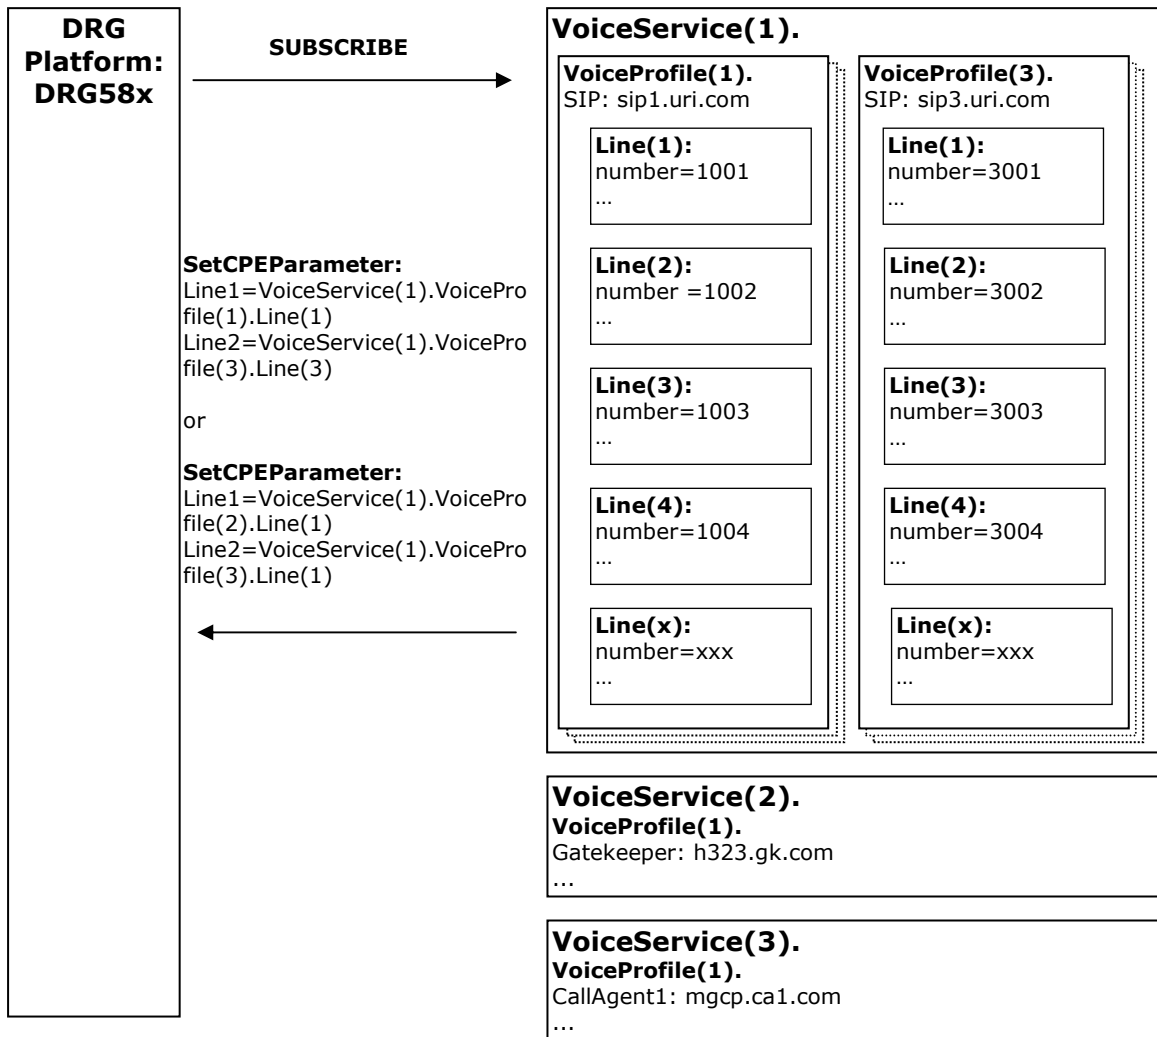 DRG
Platform:
DRG58x
SUBSCRIBE
SetCPEParameter:
Line1=VoiceService(1).VoicePro
file(1).Line(1)
Line2=VoiceService(1).VoicePro
file(3).Line(3)
or
SetCPEParameter:
Line1=VoiceService(1).VoicePro
file(2).Line(1)
Line2=VoiceService(1).VoicePro
file(3).Line(1)
VoiceService(1).
VoiceProfile(1).
SIP: sip1.uri.com
Line(1):
number=1001
…
Line(2):
number =1002
…
Line(3):
number=1003
…
Line(4):
number=1004
…
Line(x):
number=xxx
…
VoiceProfile(3).
SIP: sip3.uri.com
Line(1):
number=3001
…
Line(2):
number=3002
…
Line(3):
number=3003
…
Line(4):
number=3004
…
Line(x):
number=xxx
…
VoiceService(2).
VoiceProfile(1).
Gatekeeper: h323.gk.com
...
VoiceService(3).
VoiceProfile(1).
CallAgent1: mgcp.ca1.com
...